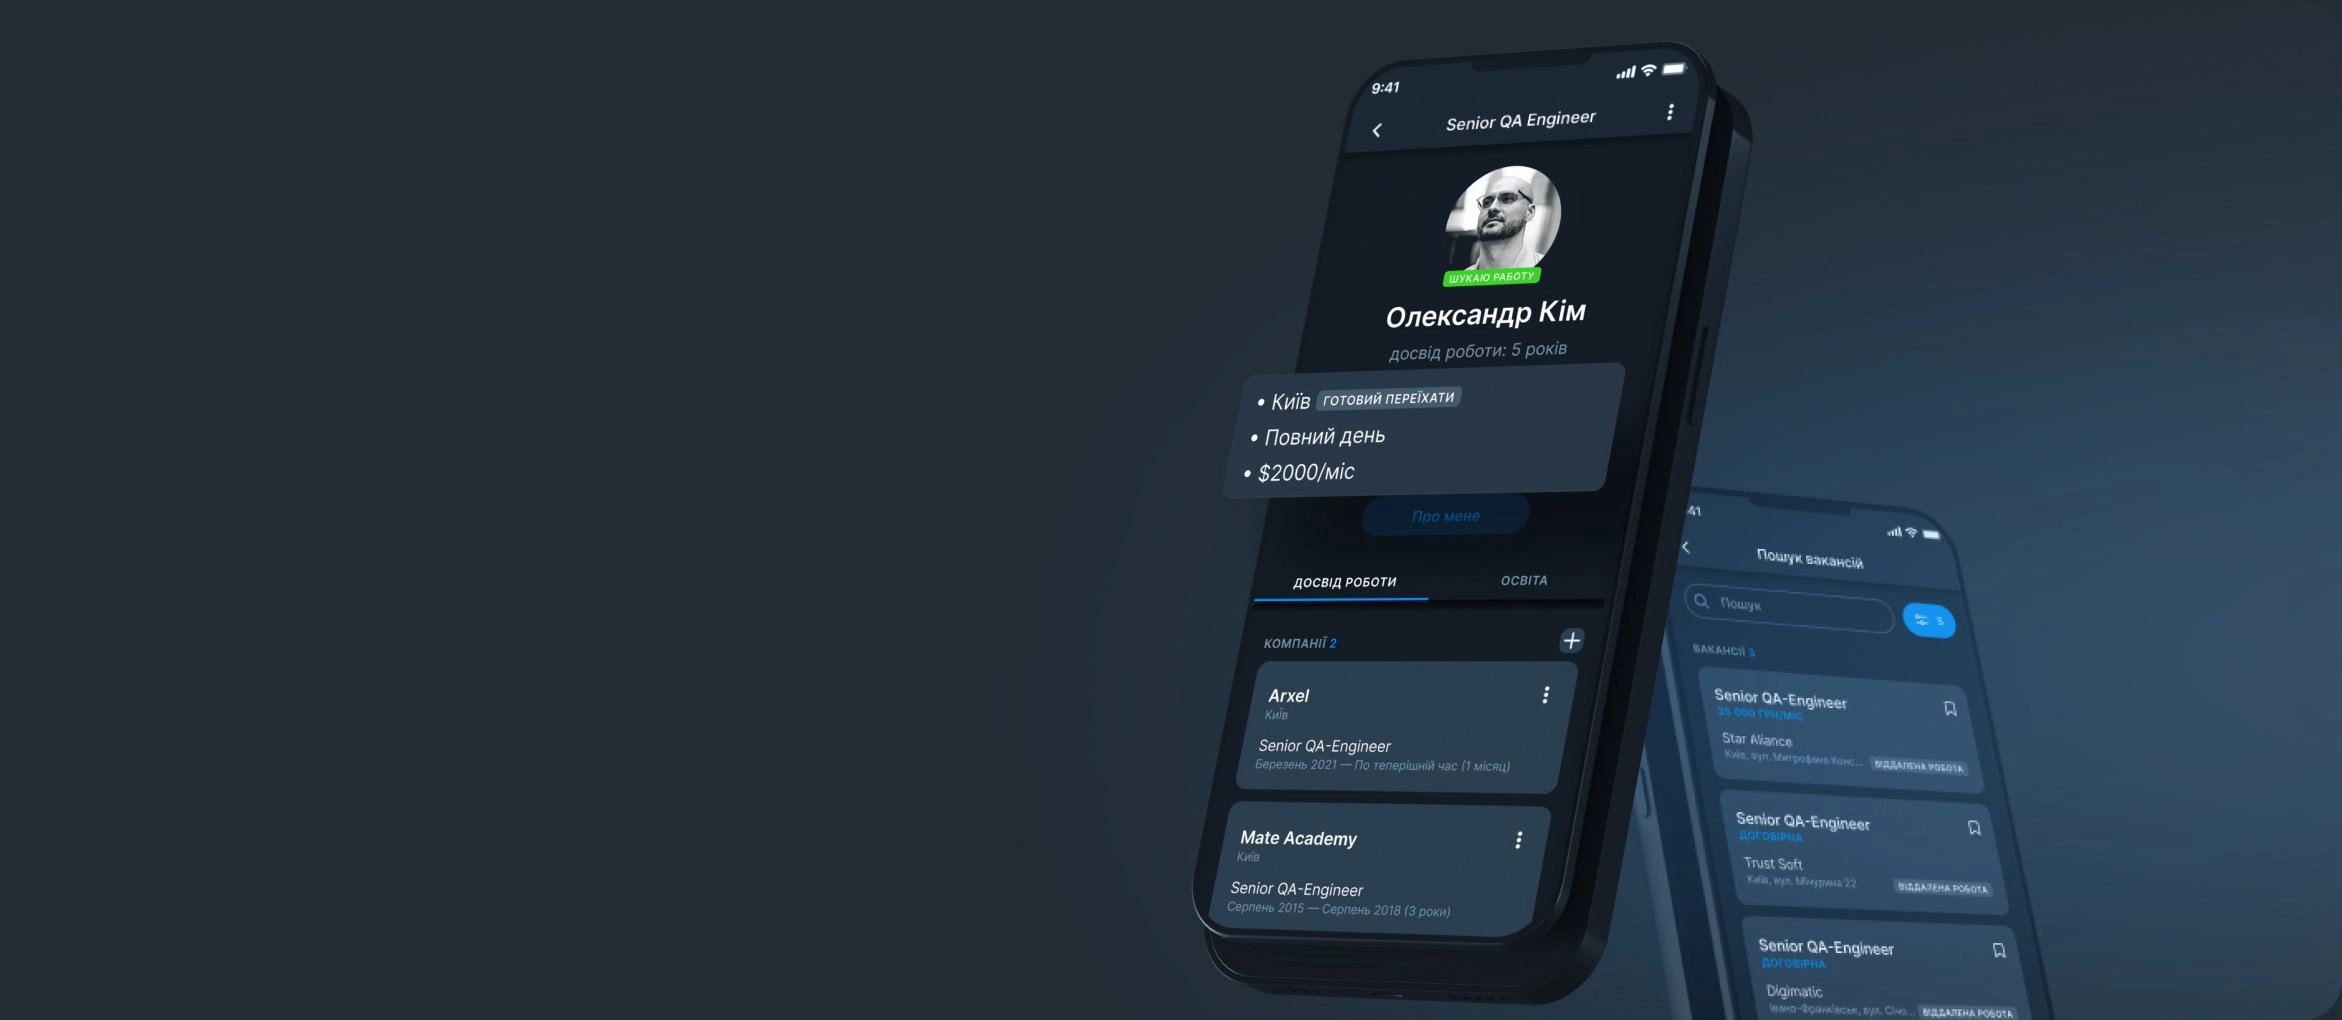 9:41
Senior QA Engineer
ШУКАЮ РАБОТУ
Олександр Кім
досвід роботи: 5 років
• Київ ГОТОВИЙ ПЕРЕЇХАТИ
• Повний день
• $2000/міс
Про мене
ДОСВІД РОБОТИ ОСВІТА
КОМПАНІЇ 2
Arxel
Київ
Senior QA-Engineer
Березень 2021 — По теперішній час (1 місяц)
Mate Academy
Київ
Senior QA-Engineer
Серпень 2015 — Серпень 2018 (3 роки)
:41
Пошук вакансій
Пошук 5
ВАКАНСІЇ 3
Senior QA-Engineer
35 000 ГРН/МІС
Star Aliance
Київ, вул. Митрофана Конс... ВІДДАЛЕНА РОБОТА
Senior QA-Engineer
ДОГОВІРНА
Trust Soft
Київ, вул. Мічурина 22 ВІДДАЛЕНА РОБОТА
Senior QA-Engineer
ДОГОВІРНА
Digimatic
Івано-Франківськ, вул. Січо... ВІДДАЛЕНА РОБОТА